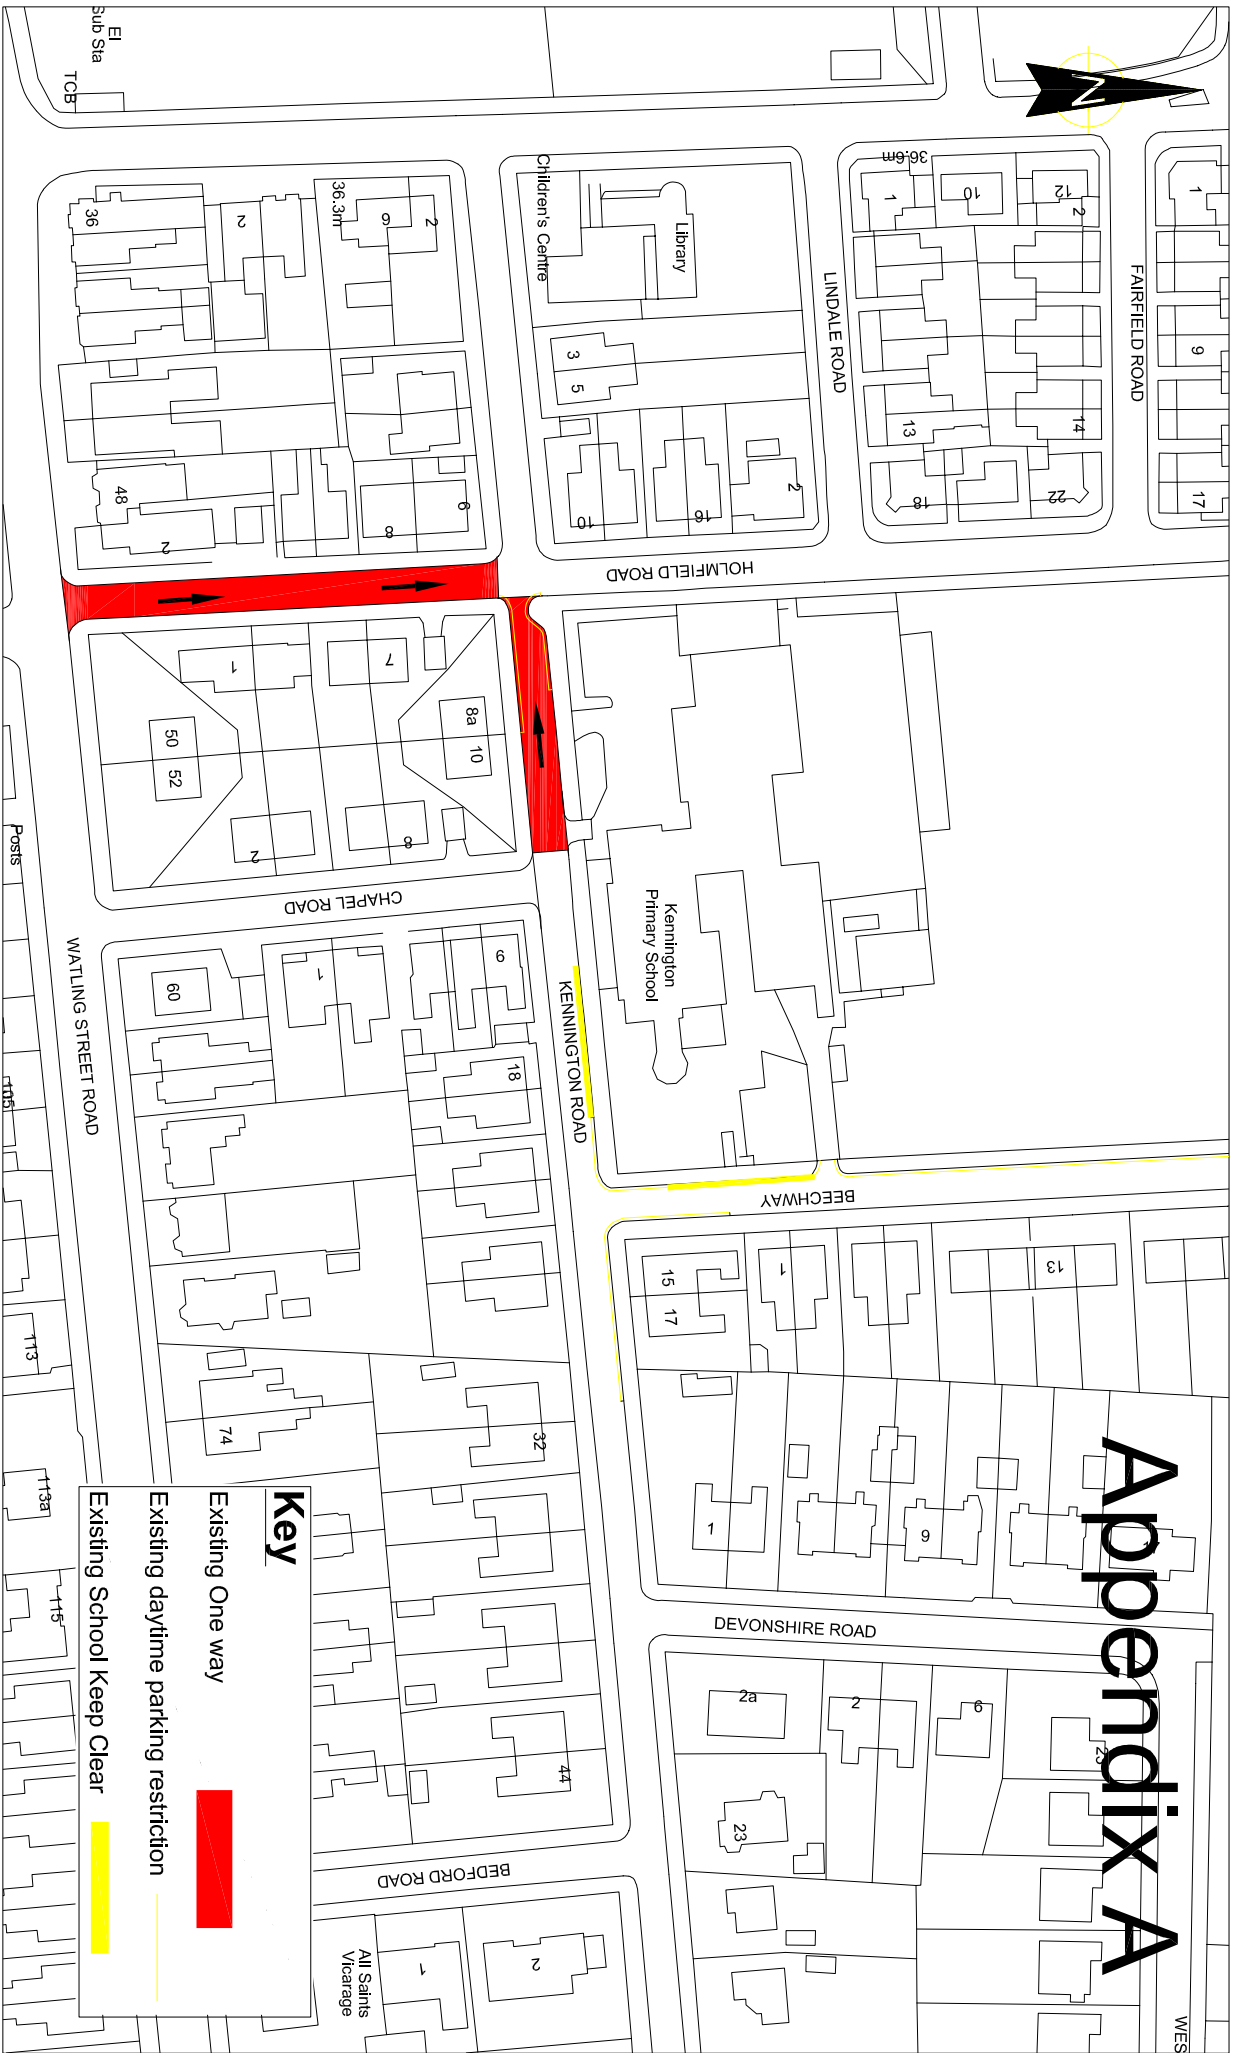 Appendix A
N
El
Sub Sta
TCB
36
2
36.3m
6
2
Children's Centre
Library
36.6m
1
10
12
2
1
LINDALE ROAD
FAIRFIELD ROAD
3
5
9
13
14
48
2
8
6
10
16
2
18
22
17
HOLMFIELD ROAD
1
7
8a
10
50
52
2
8
Posts
CHAPEL ROAD
Kennington
Primary School
WATLING STREET ROAD
60
1
9
KENNINGTON ROAD
18
105
BEECHWAY
15
17
1
13
113
74
32
113a
1
9
115
DEVONSHIRE ROAD
2a
2
6
23
44
23
BEDFORD ROAD
All Saints
Vicarage
1
2
WES
Key
Existing One way
Existing daytime parking restriction
Existing School Keep Clear